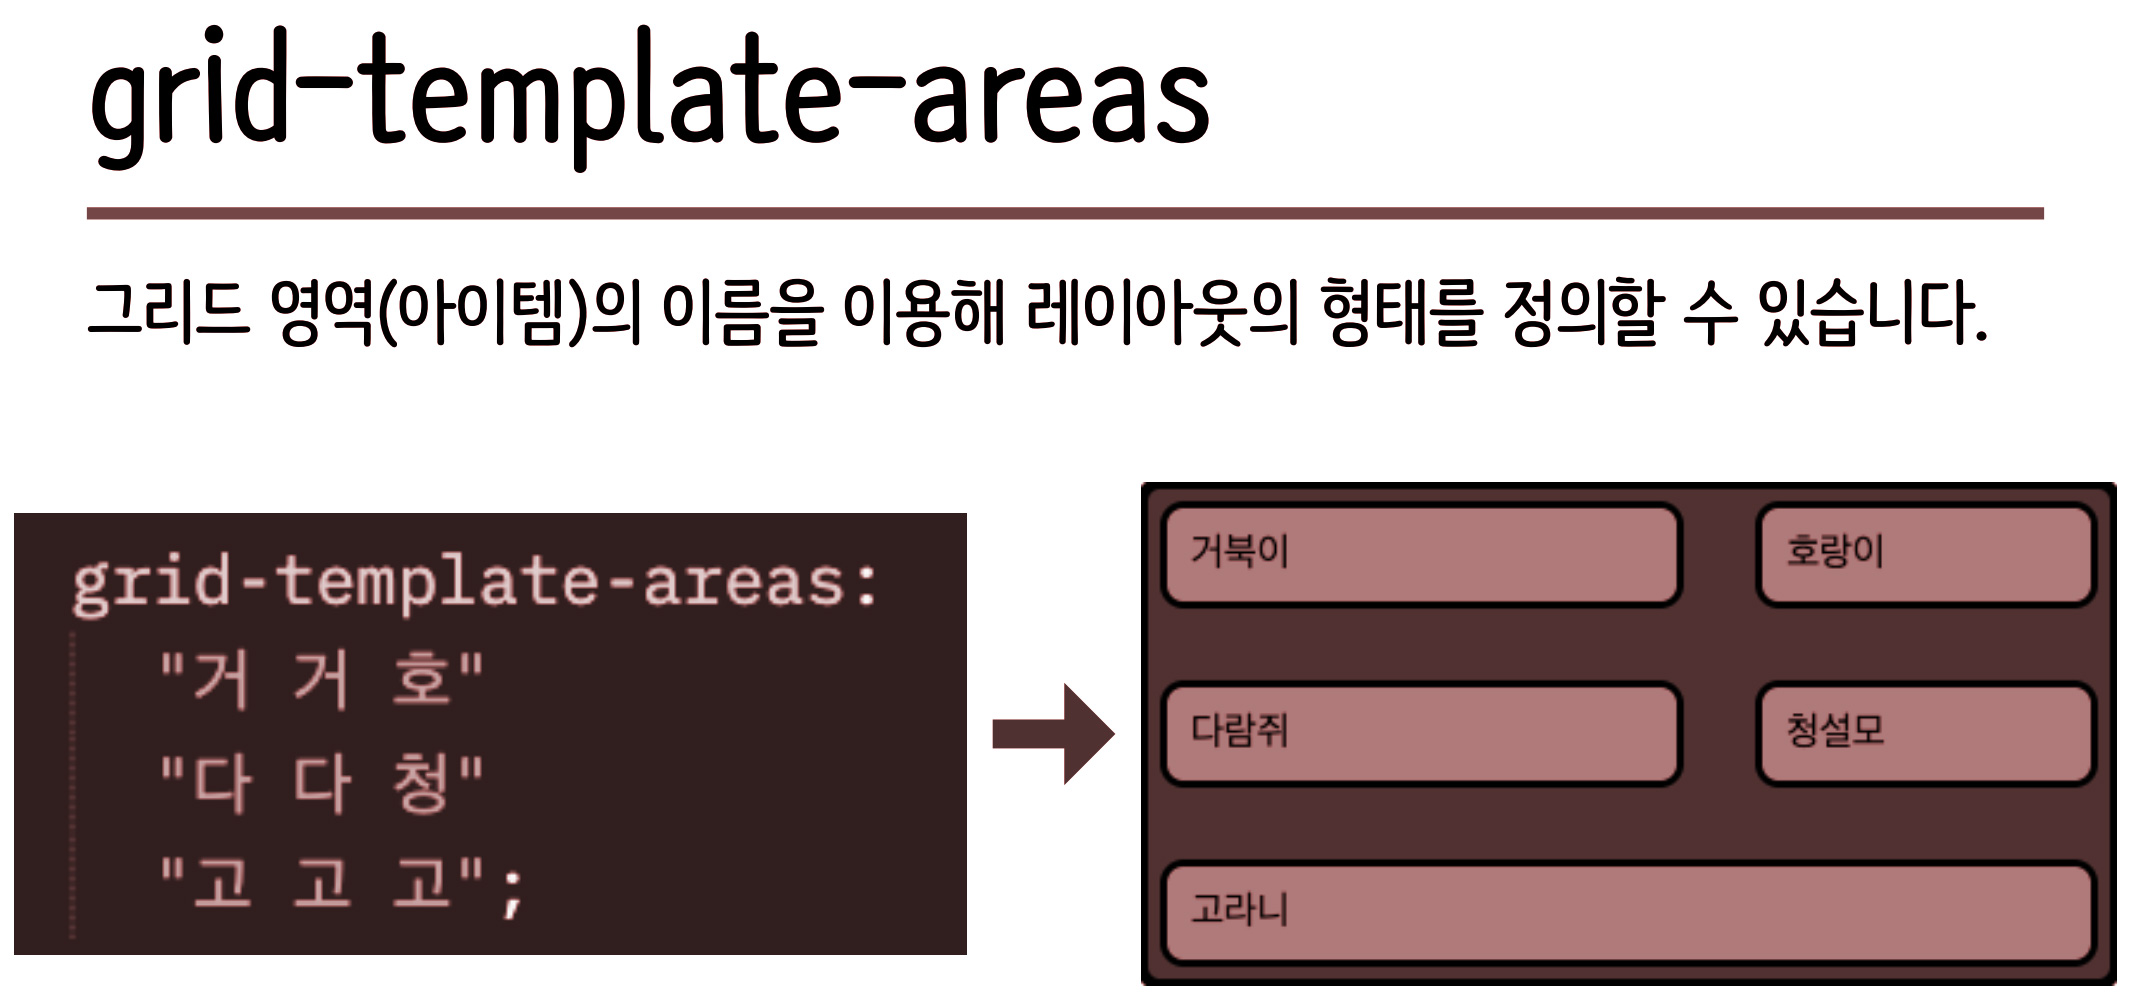 grid-template-areas
그리드 영역(아이템)의 이름을 이용해 레이아웃의 형태를 정의할 수 있습니다.
grid-template-areas:
"거 거 호"
"다 다 청"
"고 고 고";
거북이
호랑이
다람쥐
청설모
고라니